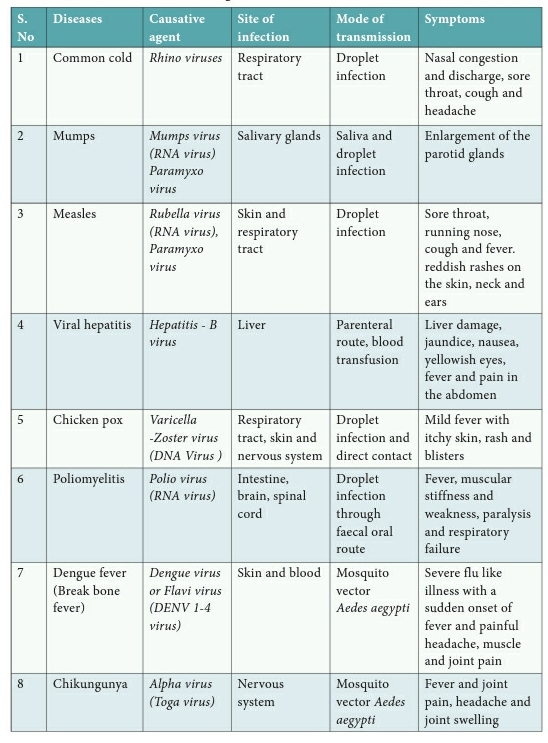 S. No | Diseases | Causative agent | Site of infection | Mode of transmission | Symptoms
1 | Common cold | Rhino viruses | Respiratory tract | Droplet infection | Nasal congestion and discharge, sore throat, cough and headache
2 | Mumps | Mumps virus (RNA virus) Paramyxo virus | Salivary glands | Saliva and droplet infection | Enlargement of the parotid glands
3 | Measles | Rubella virus (RNA virus), Paramyxo virus | Skin and respiratory tract | Droplet infection | Sore throat, running nose, cough and fever. reddish rashes on the skin, neck and ears
4 | Viral hepatitis | Hepatitis - B virus | Liver | Parenteral route, blood transfusion | Liver damage, jaundice, nausea, yellowish eyes, fever and pain in the abdomen
5 | Chicken pox | Varicella -Zoster virus (DNA Virus ) | Respiratory tract, skin and nervous system | Droplet infection and direct contact | Mild fever with itchy skin, rash and blisters
6 | Poliomyelitis | Polio virus (RNA virus) | Intestine, brain, spinal cord | Droplet infection through faecal oral route | Fever, muscular stiffness and weakness, paralysis and respiratory failure
7 | Dengue fever (Break bone fever) | Dengue virus or Flavi virus (DENV 1-4 virus) | Skin and blood | Mosquito vector Aedes aegypti | Severe flu like illness with a sudden onset of fever and painful headache, muscle and joint pain
8 | Chikungunya | Alpha virus (Toga virus) | Nervous system | Mosquito vector Aedes aegypti | Fever and joint pain, headache and joint swelling